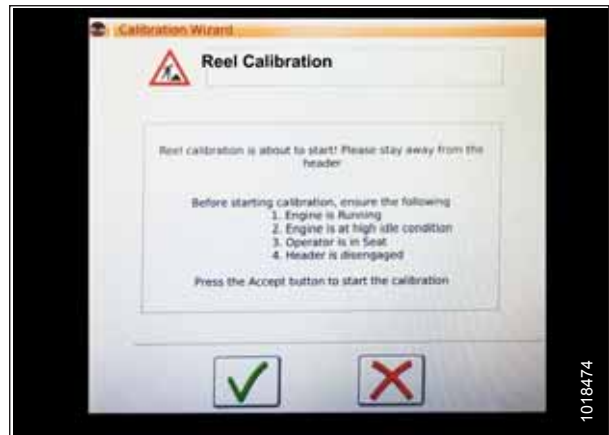 Calibration Wizard
Reel Calibration
Reel calibration is about to start! Please stay away from the
header
Before starting calibration, ensure the following
1. Engine is Running
2. Engine is at high idle condition
3. Operator is in Seat
4. Header is disengaged
Press the Accept button to start the calibration
1018474